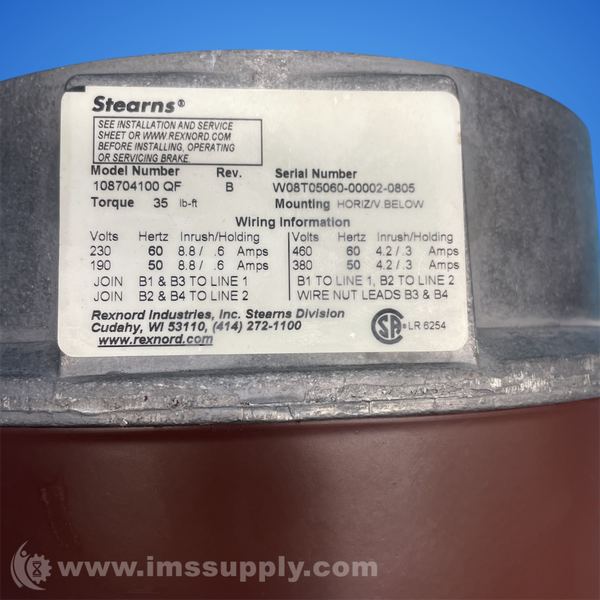 Stearns®
SEE INSTALLATION AND SERVICE
SHEET OR WWW.REXNORD.COM
BEFORE INSTALLING, OPERATING
OR SERVICING BRAKE.
Model Number Rev. Serial Number
108704100 QF B W08T05060-00002-0805
Torque 35 lb-ft Mounting HORIZ/V BELOW
Wiring Information
Volts Hertz Inrush/Holding Volts Hertz Inrush/Holding
230 60 8.8 / .6 Amps 460 60 4.2 / .3 Amps
190 50 8.8 / .6 Amps 380 50 4.2 / .3 Amps
JOIN B1 & B3 TO LINE 1 B1 TO LINE 1, B2 TO LINE 2
JOIN B2 & B4 TO LINE 2 WIRE NUT LEADS B3 & B4
Rexnord Industries, Inc. Stearns Division
Cudahy, WI 53110, (414) 272-1100
www.rexnord.com
SA® LR 6254
www.imssupply.com